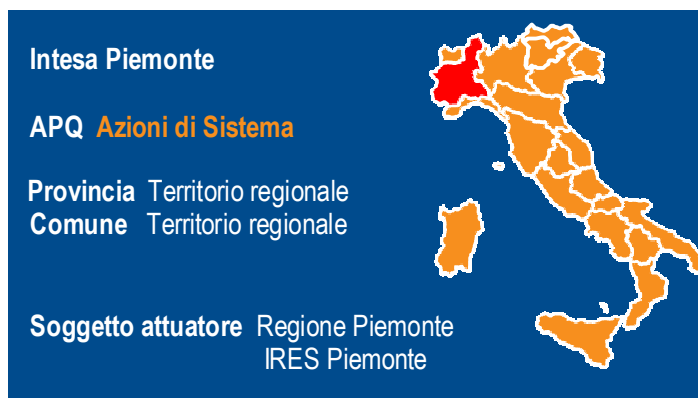 Intesa Piemonte
APQ Azioni di Sistema
Provincia Territorio regionale
Comune Territorio regionale
Soggetto attuatore Regione Piemonte
IRES Piemonte